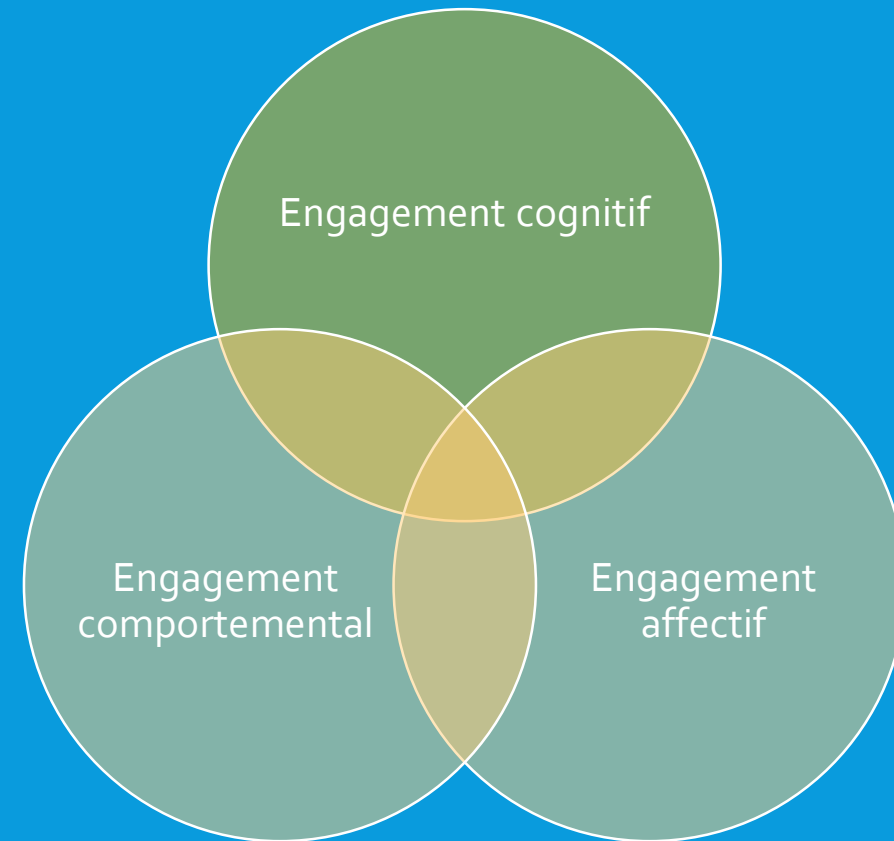 Engagement cognitif
Engagement
comportemental
Engagement
affectif